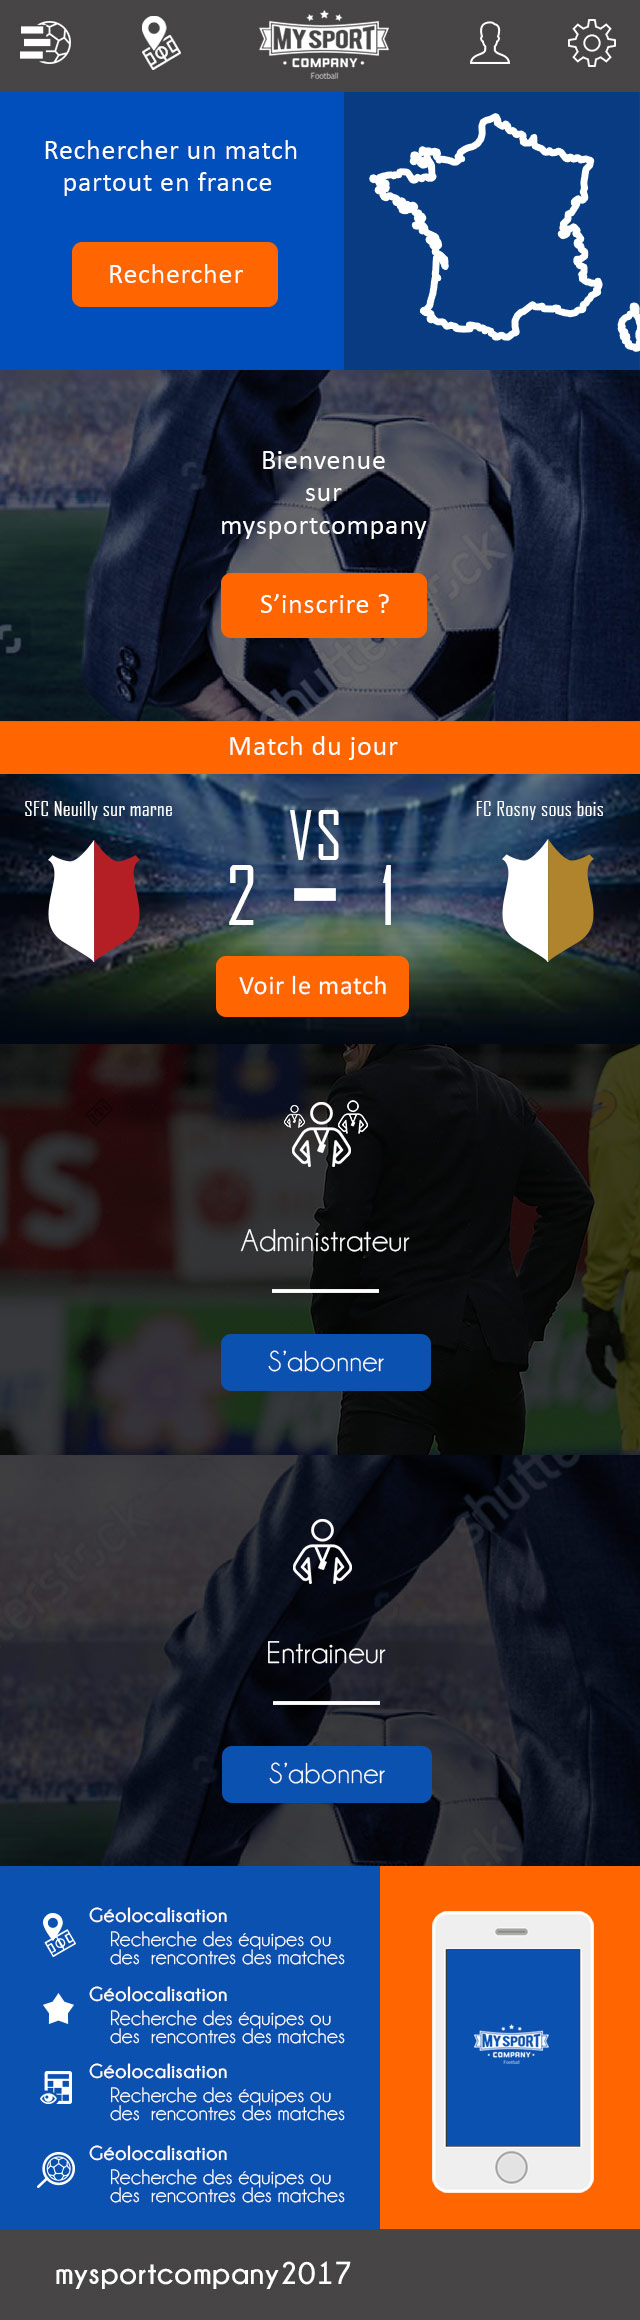 MY SPORT
COMPANY
Football
Rechercher un match
partout en france
Rechercher
Bienvenue
sur
mysportcompany
S'inscrire ?
Match du jour
SFC Neuilly sur marne
VS
FC Rosny sous bois
2 - 1
Voir le match
Administrateur
S'abonner
Entraineur
S'abonner
Géolocalisation
Recherche des équipes ou
des rencontres des matches
Géolocalisation
Recherche des équipes ou
des rencontres des matches
Géolocalisation
Recherche des équipes ou
des rencontres des matches
Géolocalisation
Recherche des équipes ou
des rencontres des matches
MY SPORT
COMPANY
Football
mysportcompany2017